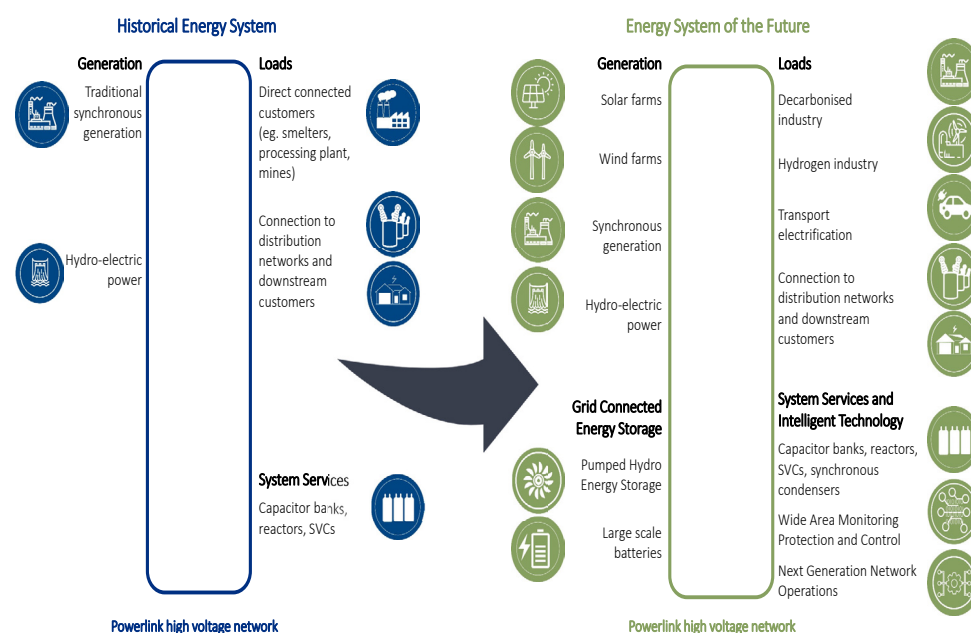 Historical Energy System
Generation
Traditional
synchronous
generation
Hydro-electric
power
Loads
Direct connected
customers
(eg. smelters,
processing plant,
mines)
Connection to
distribution
networks and
downstream
customers
System Services
Capacitor banks,
reactors, SVCs
Powerlink high voltage network
Energy System of the Future
Generation
Solar farms
Wind farms
Synchronous
generation
Hydro-electric
power
Grid Connected
Energy Storage
Pumped Hydro
Energy Storage
Large scale
batteries
Loads
Decarbonised
industry
Hydrogen industry
Transport
electrification
Connection to
distribution networks
and downstream
customers
System Services and
Intelligent Technology
Capacitor banks, reactors,
SVCs, synchronous
condensers
Wide Area Monitoring
Protection and Control
Next Generation Network
Operations
Powerlink high voltage network